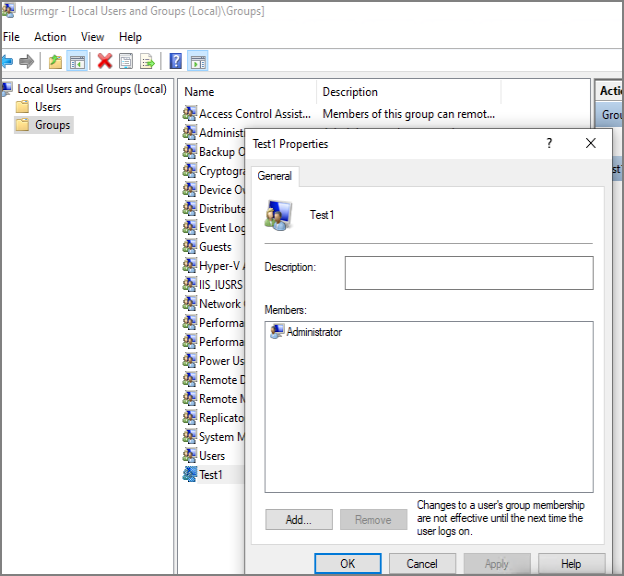 lusrmgr - [Local Users and Groups (Local)\Groups]
File Action View Help
Local Users and Groups (Local)
Users
Groups
Name Description
Access Control Assist... Members of this group can remot...
Administ
Backup O
Cryptogra
Device Ow
Distribute
Event Log
Guests
Hyper-V A
IIS_IUSRS
Network
Performa
Performa
Power Us
Remote D
Remote M
Replicato
System M
Users
Test1
Acti
Grou
Test1 Properties
? 
General
Test1
Description:
Members:
Administrator
Add... Remove
Changes to a user's group membership
are not effective until the next time the
user logs on.
OK Cancel Apply Help